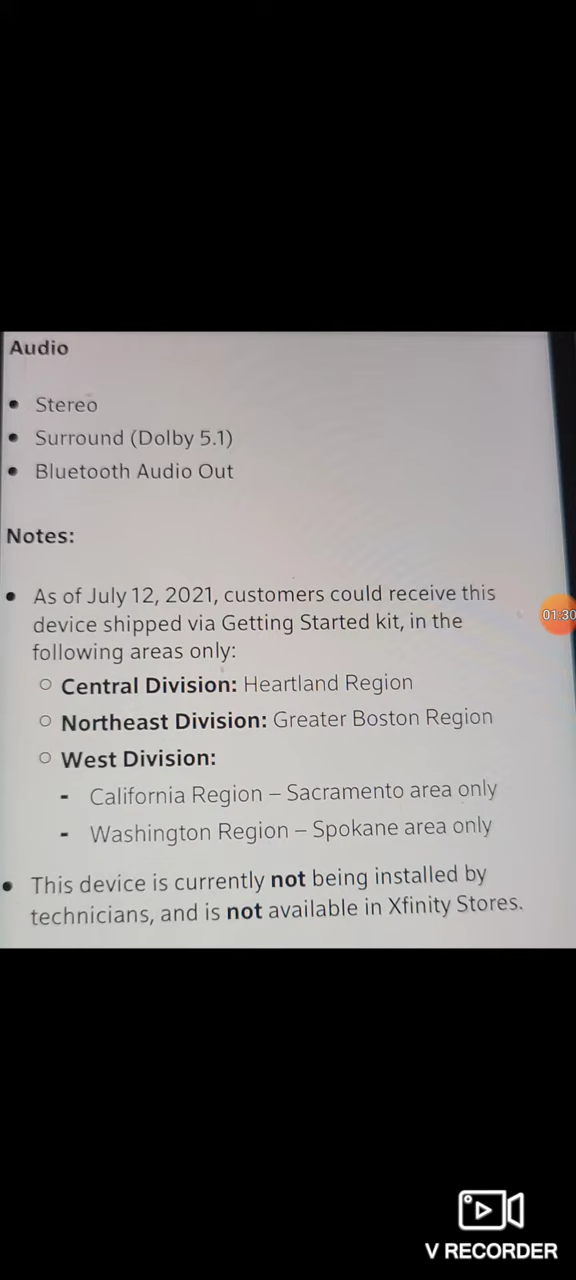 Audio
• Stereo
• Surround (Dolby 5.1)
• Bluetooth Audio Out
Notes:
• As of July 12, 2021, customers could receive this
device shipped via Getting Started kit, in the
following areas only:
○ Central Division: Heartland Region
○ Northeast Division: Greater Boston Region
○ West Division:
- California Region – Sacramento area only
- Washington Region – Spokane area only
• This device is currently not being installed by
technicians, and is not available in Xfinity Stores.
01:30
V RECORDER